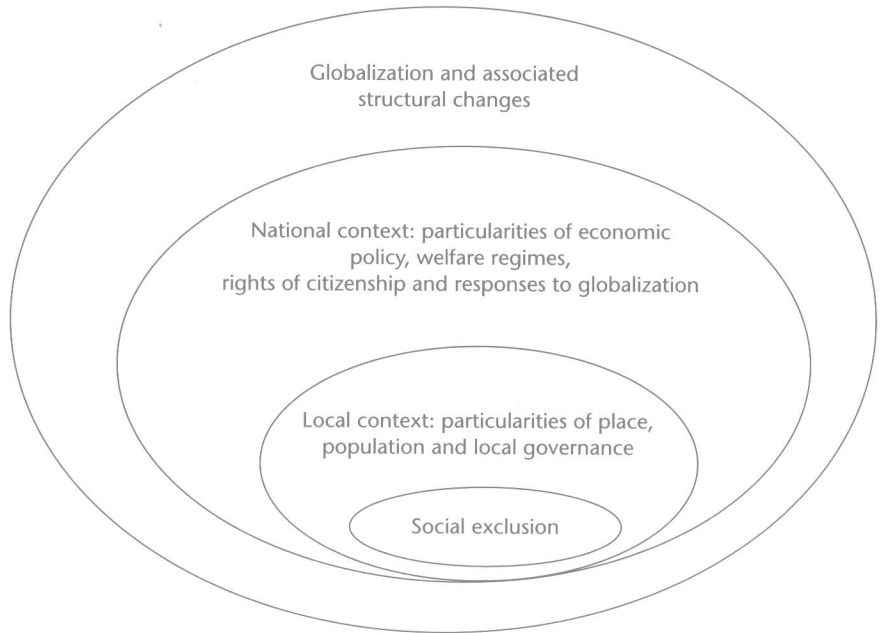 Globalization and associated
structural changes
National context: particularities of economic
policy, welfare regimes,
rights of citizenship and responses to globalization
Local context: particularities of place,
population and local governance
Social exclusion